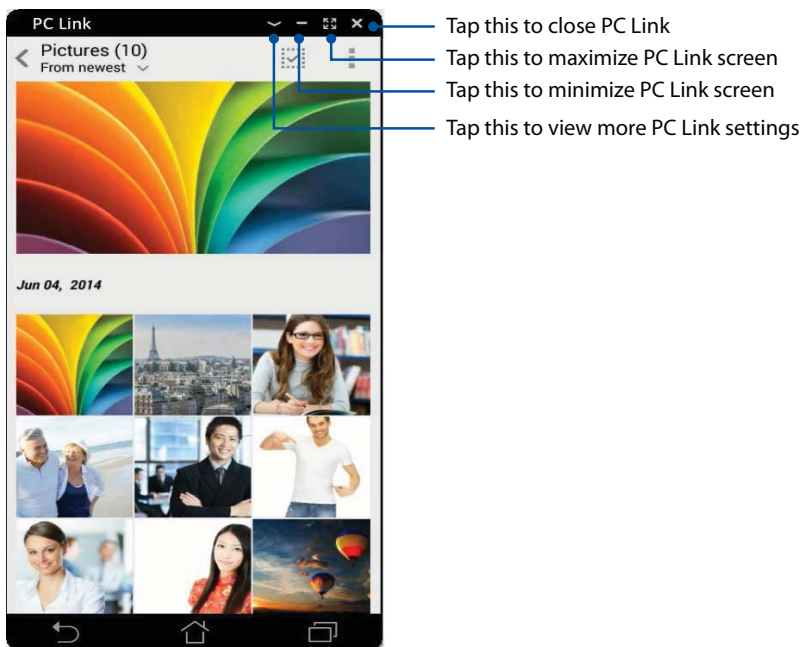 PC Link
Tap this to close PC Link
Pictures (10)
From newest
Tap this to maximize PC Link screen
Tap this to minimize PC Link screen
Tap this to view more PC Link settings
Jun 04, 2014